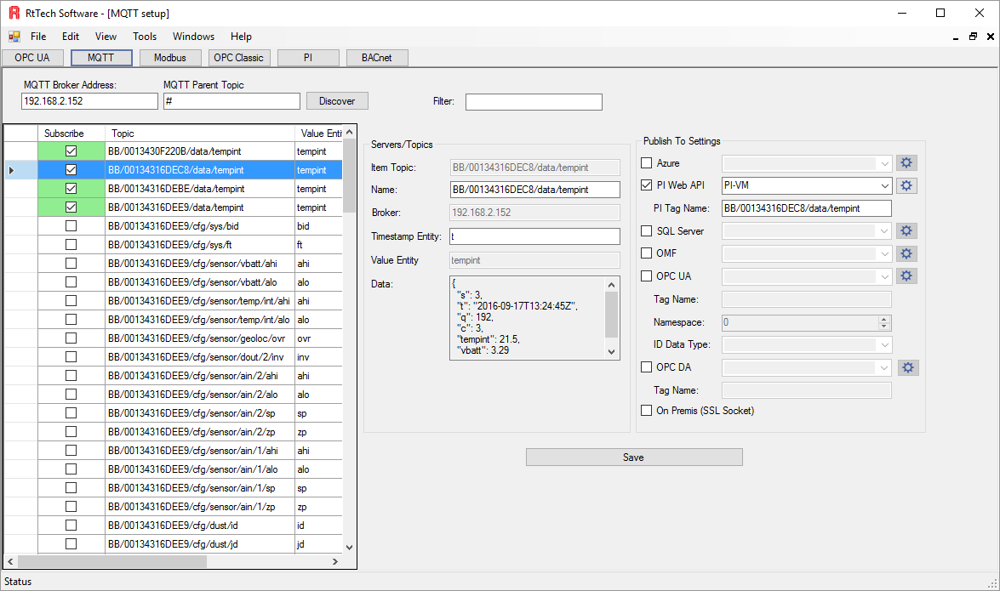 RtTech Software - [MQTT setup]
File Edit View Tools Windows Help
OPC UA MQTT Modbus OPC Classic PI BACnet
MQTT Broker Address: MQTT Parent Topic
192.168.2.152 # Discover Filter:
Subscribe Topic Value Enti
BB/0013430F220B/data/tempint tempint
BB/00134316DEC8/data/tempint tempint
BB/00134316DEBE/data/tempint tempint
BB/00134316DEE9/data/tempint tempint
BB/00134316DEE9/cfg/sys/bid bid
BB/00134316DEE9/cfg/sys/ft ft
BB/00134316DEE9/cfg/sensor/vbatt/ahi ahi
BB/00134316DEE9/cfg/sensor/vbatt/alo alo
BB/00134316DEE9/cfg/sensor/temp/int/ahi ahi
BB/00134316DEE9/cfg/sensor/temp/int/alo alo
BB/00134316DEE9/cfg/sensor/geoloc/ovr ovr
BB/00134316DEE9/cfg/sensor/dout/2/inv inv
BB/00134316DEE9/cfg/sensor/ain/2/ahi ahi
BB/00134316DEE9/cfg/sensor/ain/2/alo alo
BB/00134316DEE9/cfg/sensor/ain/2/sp sp
BB/00134316DEE9/cfg/sensor/ain/2/zp zp
BB/00134316DEE9/cfg/sensor/ain/1/ahi ahi
BB/00134316DEE9/cfg/sensor/ain/1/alo alo
BB/00134316DEE9/cfg/sensor/ain/1/sp sp
BB/00134316DEE9/cfg/sensor/ain/1/zp zp
BB/00134316DEE9/cfg/dust/id id
BB/00134316DEE9/cfg/dust/jd jd
Servers/Topics
Item Topic: BB/00134316DEC8/data/tempint
Name: BB/00134316DEC8/data/tempint
Broker: 192.168.2.152
Timestamp Entity: t
Value Entity tempint
Data: {
"s": 3,
"t": "2016-09-17T13:24:45Z",
"q": 192,
"c": 3,
"tempint": 21.5,
"vbatt": 3.29
Publish To Settings
Azure
PI Web API PI-VM
PI Tag Name: BB/00134316DEC8/data/tempint
SQL Server
OMF
OPC UA
Tag Name:
Namespace: 0
ID Data Type:
OPC DA
Tag Name:
On Premis (SSL Socket)
Save
Status